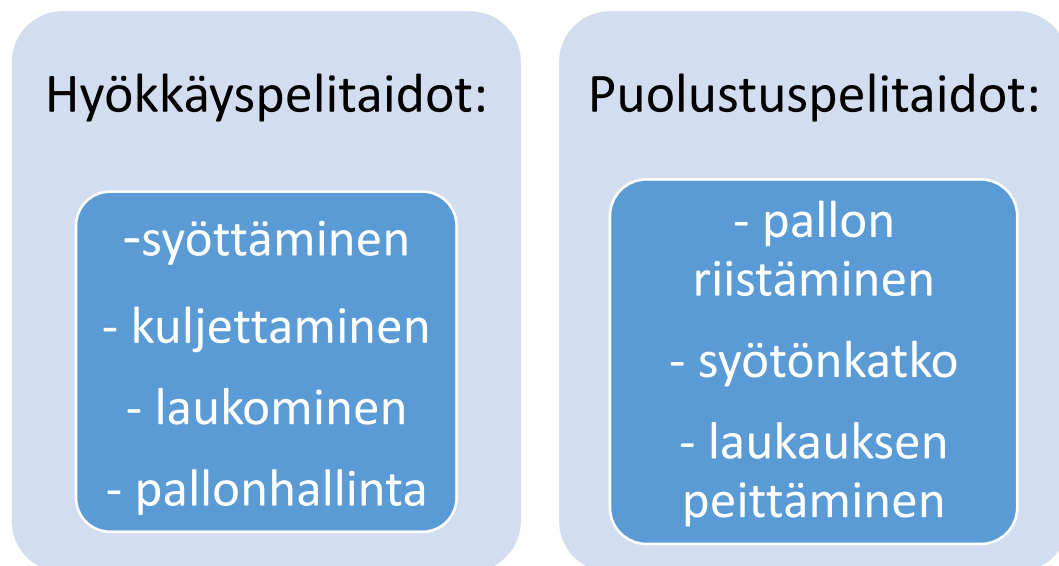 Hyökkäyspelitaidot:
-syöttäminen
- kuljettaminen
- laukominen
- pallonhallinta
Puolustuspelitaidot:
- pallon
riistäminen
- syötönkatko
- laukauksen
peittäminen